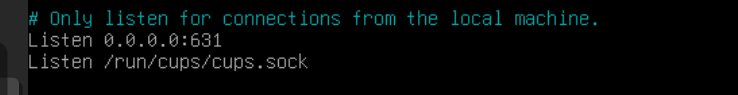 # Only listen for connections from the local machine.
Listen 0.0.0.0:631
Listen /run/cups/cups.sock